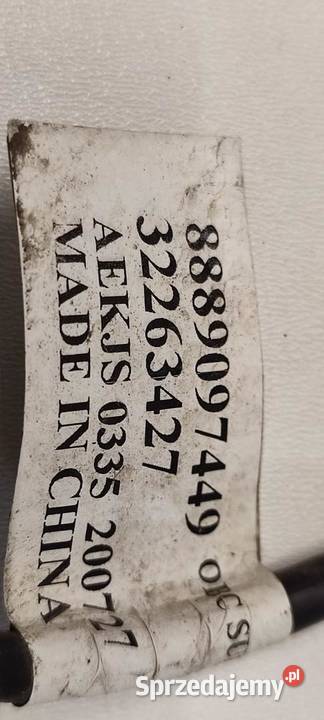 8889097449
32263427
AEKJS 0335 200727
MADE IN CHINA
Sprzedajemy.pl